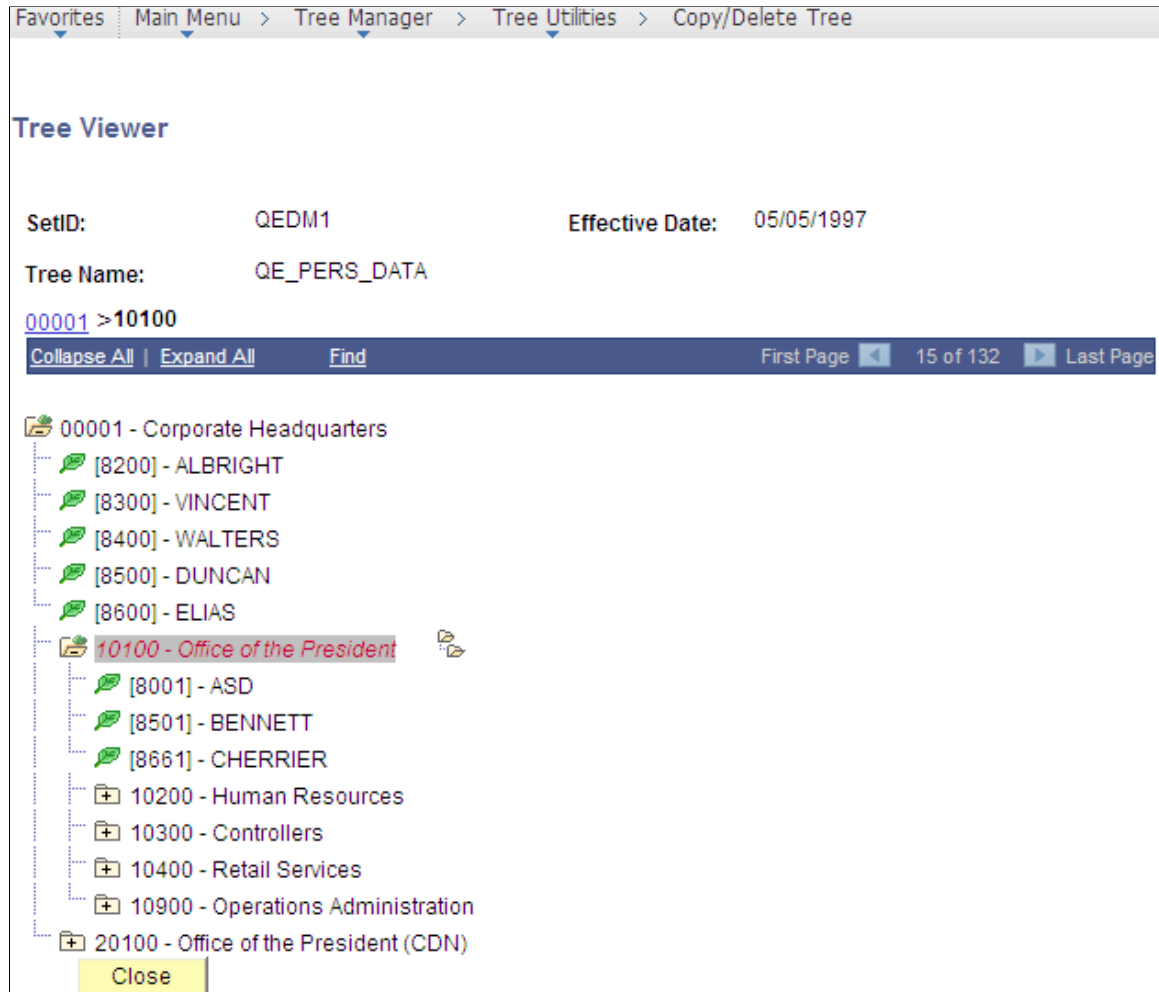 Favorites Main Menu > Tree Manager > Tree Utilities > Copy/Delete Tree
Tree Viewer
SetID: QEDM1 Effective Date: 05/05/1997
Tree Name: QE_PERS_DATA
00001 >10100
Collapse All | Expand All Find First Page 15 of 132 Last Page
00001 - Corporate Headquarters
[8200] - ALBRIGHT
[8300] - VINCENT
[8400] - WALTERS
[8500] - DUNCAN
[8600] - ELIAS
10100 - Office of the President
[8001] - ASD
[8501] - BENNETT
[8661] - CHERRIER
10200 - Human Resources
10300 - Controllers
10400 - Retail Services
10900 - Operations Administration
20100 - Office of the President (CDN)
Close